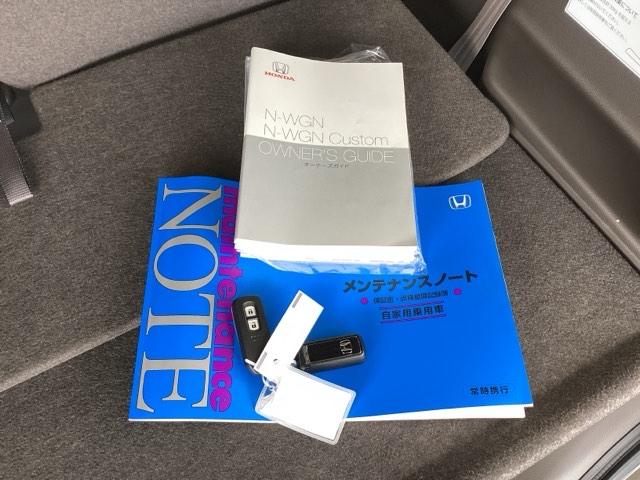 HONDA
N-WGN
N-WGN Custom
OWNER'S GUIDE
オーナーズガイド
maintenance
NOTE
メンテナンスノート
保証書・点検整備記録簿
自家用乗用車
常時携行